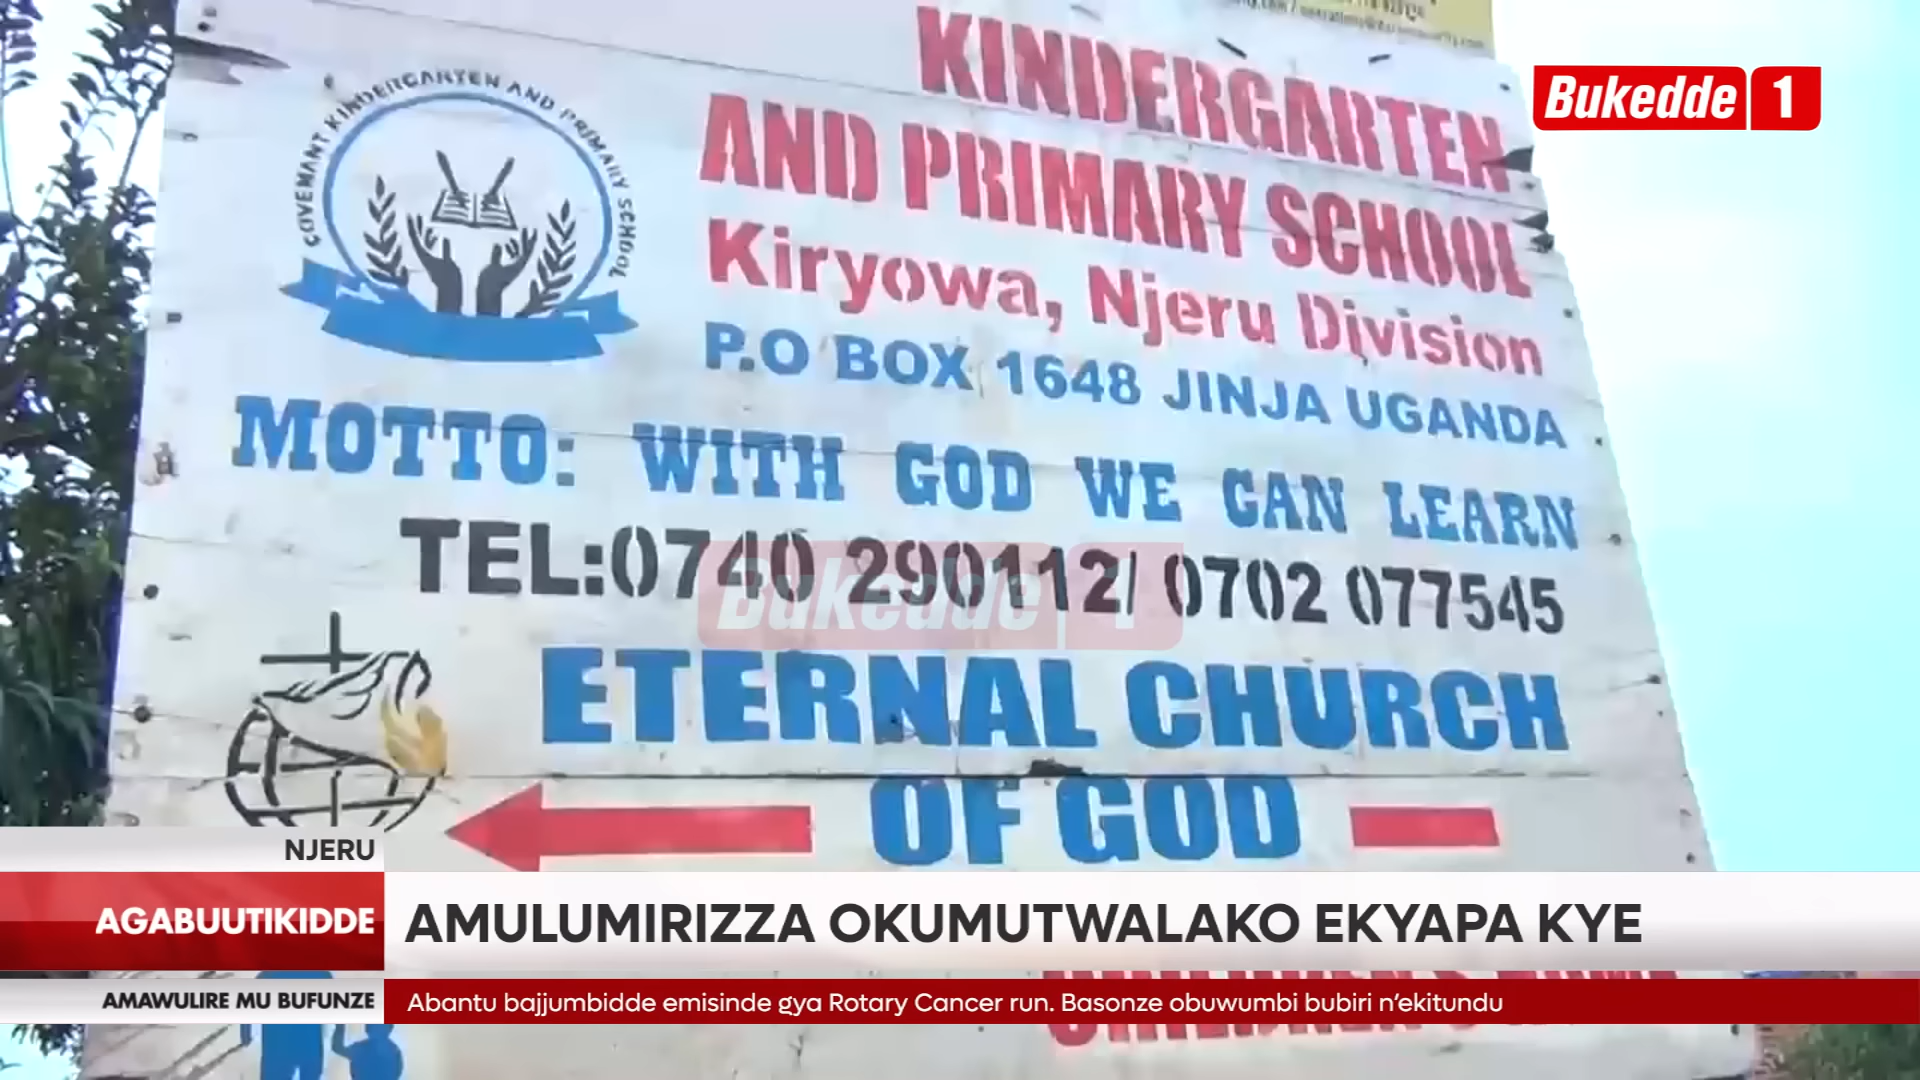 KINDERGARTEN
AND PRIMARY SCHOOL
Kiryowa, Njeru Division
P.O BOX 1648 JINJA UGANDA
COVENANT KINDERGARTEN AND PRIMARY SCHOOL
MOTTO: WITH GOD WE CAN LEARN
TEL:0740 290112/ 0702 077545
ETERNAL CHURCH
OF GOD
Bukedde 1
Bukedde 1
NJERU
AGABUUTIKIDDE
AMULUMIRIZZA OKUMUTWALAKO EKYAPA KYE
AMAWULIRE MU BUFUNZE
Abantu bajjumbidde emisinde gya Rotary Cancer run. Basonze obuwumbi bubiri n’ekitundu